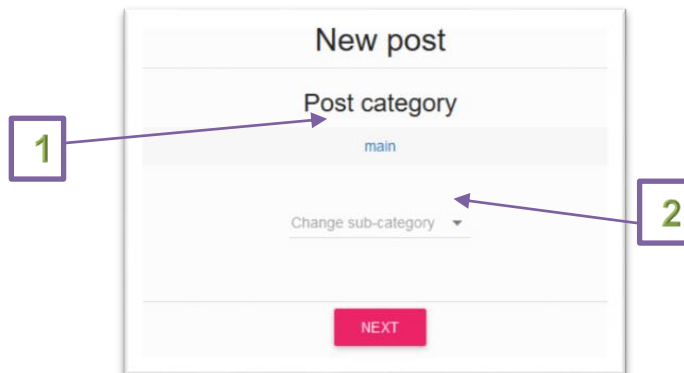 New post
Post category
1
main
2
Change sub-category
NEXT